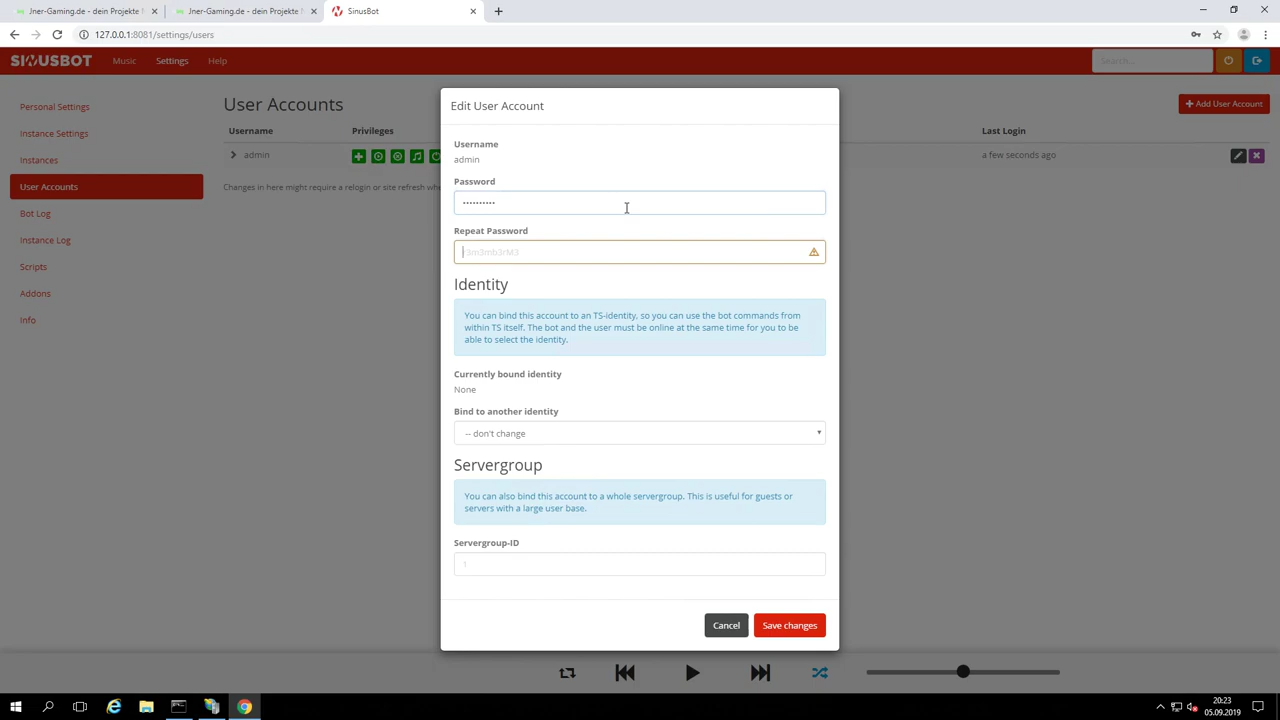 Jner-Gaming.de - dein Projekte M
Jner-Gaming.de - dein Projekte M
SinusBot
127.0.0.1:8081/settings/users
SINUSBOT
Music
Settings
Help
Search...
Personal Settings
Instance Settings
Instances
User Accounts
Bot Log
Instance Log
Scripts
Addons
Info
User Accounts
Add User Account
Username
Privileges
Last Login
admin
a few seconds ago
Changes in here might require a relogin or site refresh whe
Edit User Account
Username
admin
Password
••••••••••
Repeat Password
r3m3mb3rM3
Identity
You can bind this account to an TS-identity, so you can use the bot commands from
within TS itself. The bot and the user must be online at the same time for you to be
able to select the identity.
Currently bound identity
None
Bind to another identity
-- don't change
Servergroup
You can also bind this account to a whole servergroup. This is useful for guests or
servers with a large user base.
Servergroup-ID
Cancel
Save changes
20:23
05.09.2019